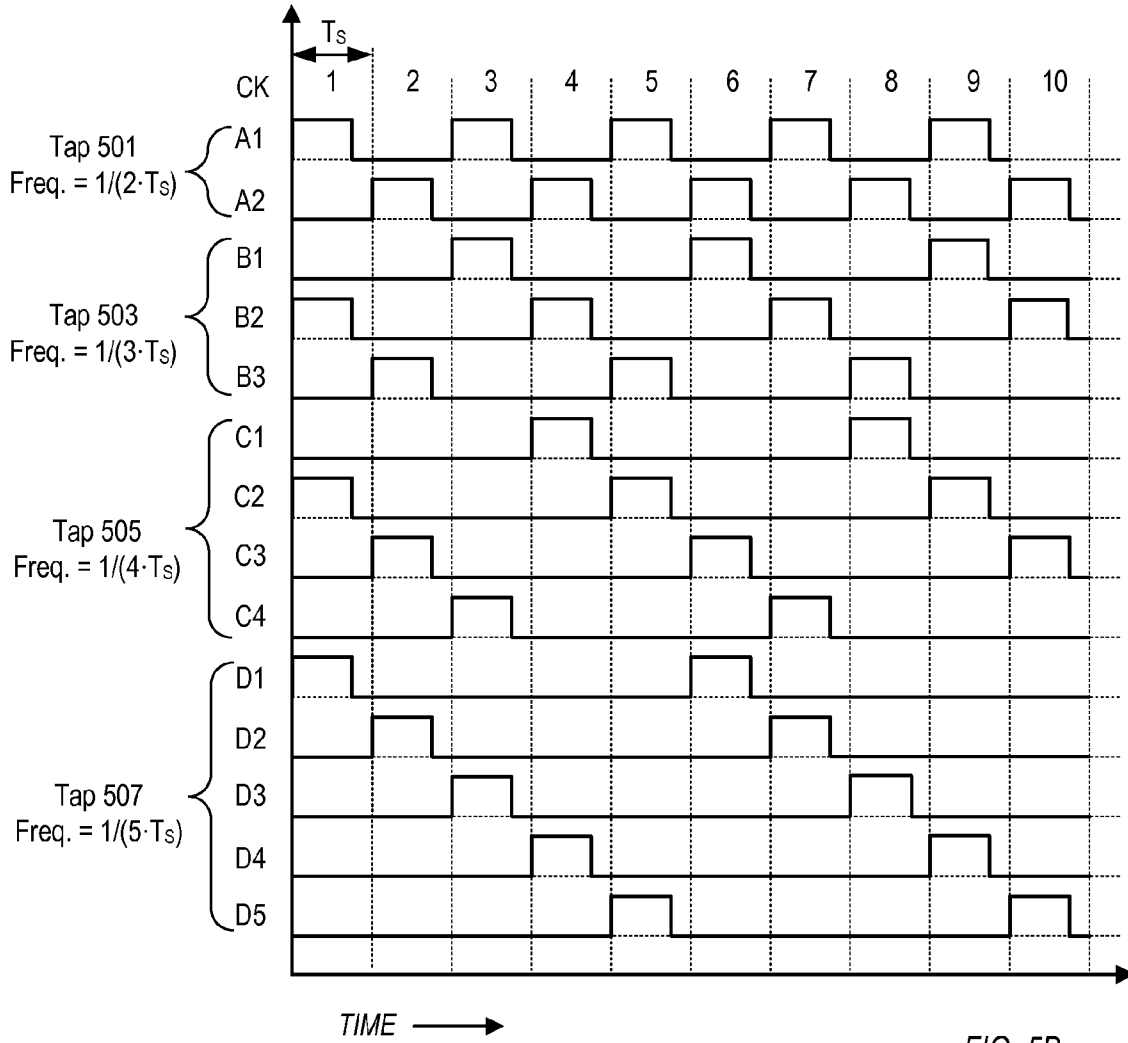 Ts
CK 1 2 3 4 5 6 7 8 9 10
Tap 501
Freq. = 1/(2·Ts)
A1
A2
Tap 503
Freq. = 1/(3·Ts)
B1
B2
B3
Tap 505
Freq. = 1/(4·Ts)
C1
C2
C3
C4
Tap 507
Freq. = 1/(5·Ts)
D1
D2
D3
D4
D5
TIME
FIG. 5B